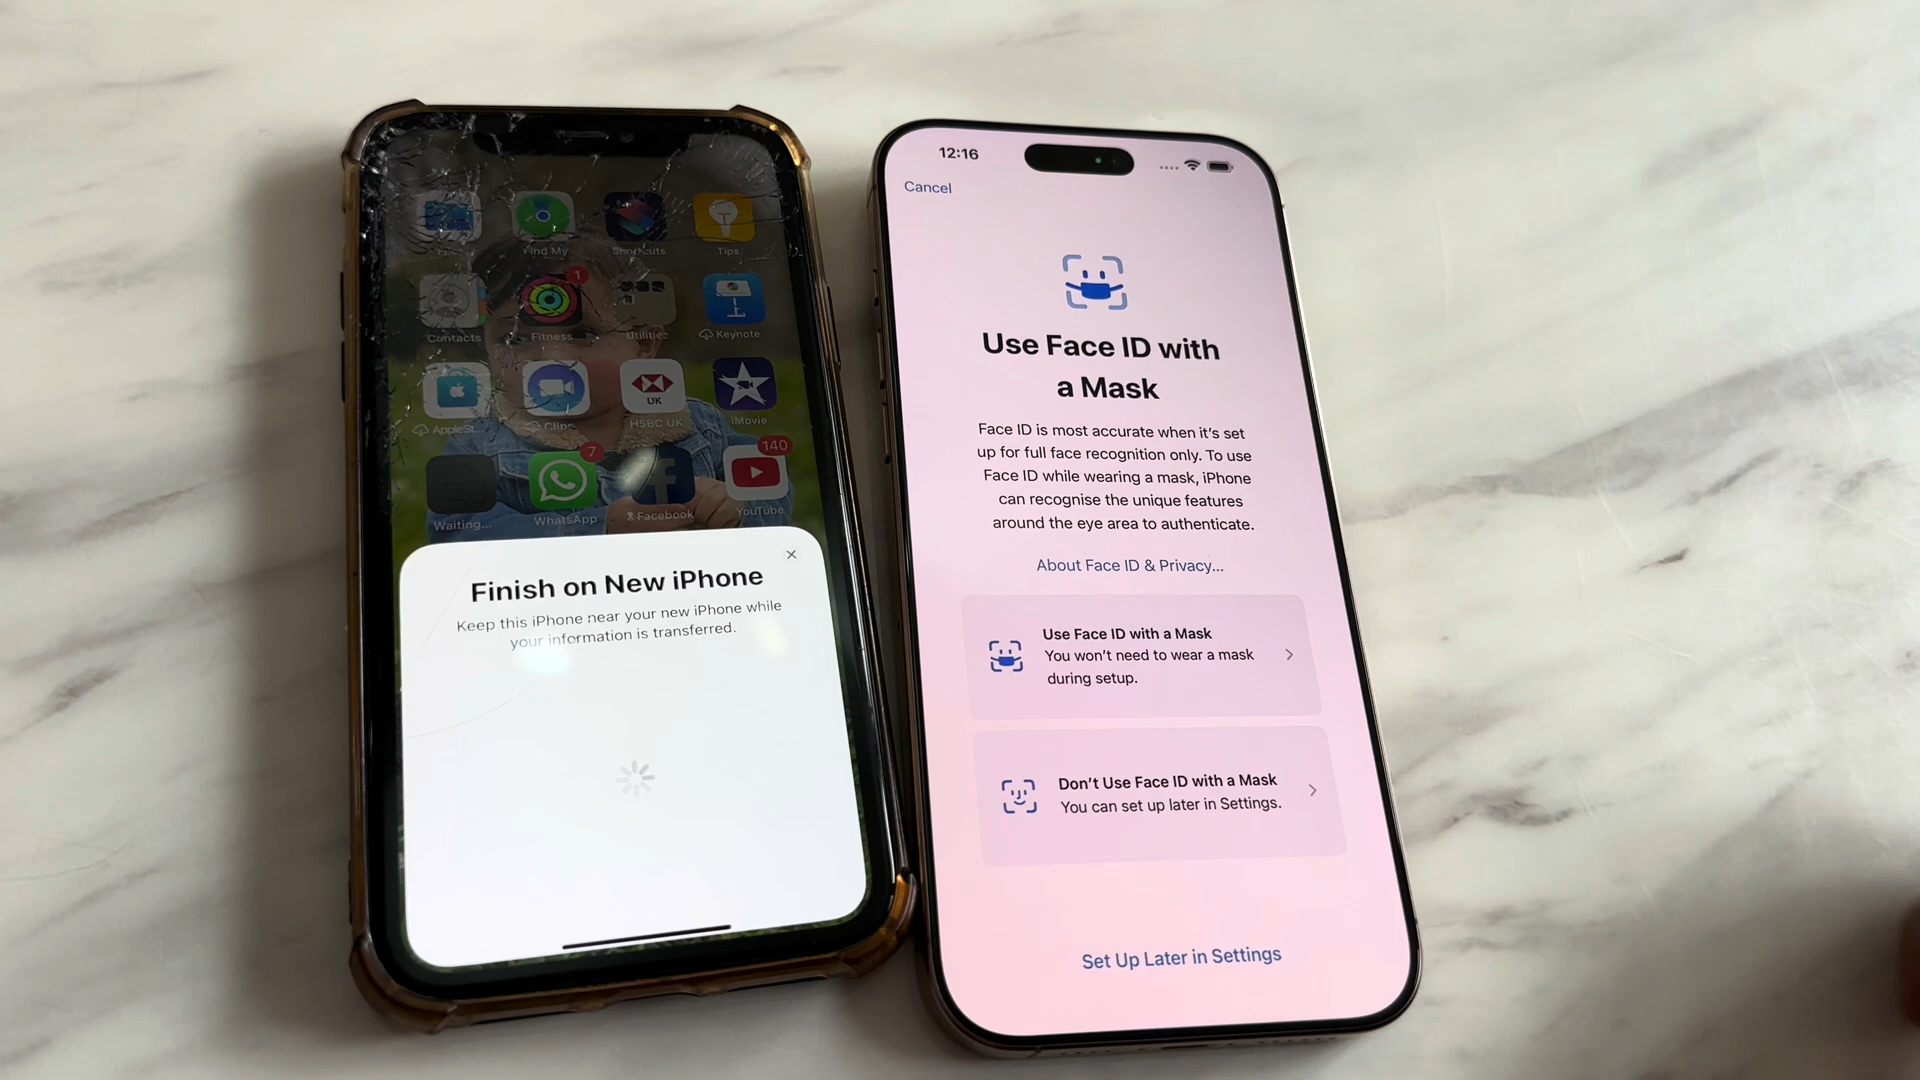 Find My
Shortcuts
Tips
Contacts
1
Fitness
Utilities
Keynote
AppleSt...
Clips
UK
HSBC UK
iMovie
Waiting...
7
WhatsApp
Facebook
140
YouTube
Finish on New iPhone
Keep this iPhone near your new iPhone while
your information is transferred.
12:16
Cancel
Use Face ID with
a Mask
Face ID is most accurate when it's set
up for full face recognition only. To use
Face ID while wearing a mask, iPhone
can recognise the unique features
around the eye area to authenticate.
About Face ID & Privacy...
Use Face ID with a Mask
You won't need to wear a mask
during setup.
Don't Use Face ID with a Mask
You can set up later in Settings.
Set Up Later in Settings